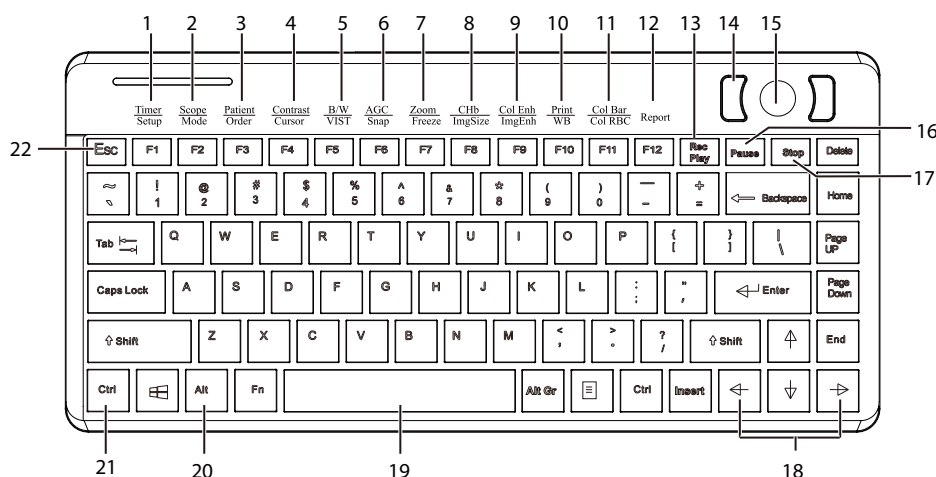 1 2 3 4 5 6 7 8 9 10 11 12 13 14 15
Timer Scope Patient Contrast B/W AGC Zoom CHb Col Enh Print Col Bar
Setup Mode Order Cursor VIST Snap Freeze ImgSize ImgEnh WB Col RBC Report
16
22 Esc F1 F2 F3 F4 F5 F6 F7 F8 F9 F10 F11 F12 Rec Play Pause Stop Delete
17
~ ! @ # $ % ^ & ☆ ( ) — +
、 1 2 3 4 5 6 7 8 9 0 – = Backspace Home
Tab Q W E R T Y U I O P { [ } ] | \ Page UP
Caps Lock A S D F G H J K L : ; " , Enter Page Down
Shift Z X C V B N M < , > 。 ? / Shift End
Ctrl Alt Fn Alt Gr Ctrl Insert
21 20 19 18